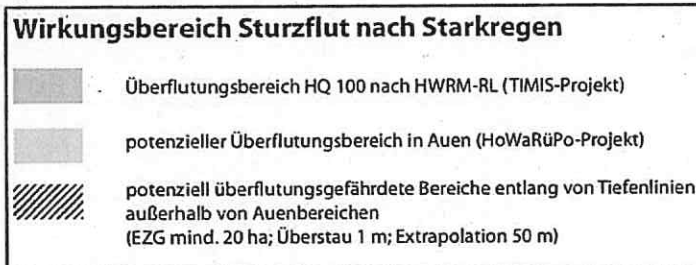 Wirkungsbereich Sturzflut nach Starkregen
Überflutungsbereich HQ 100 nach HWRM-RL (TIMIS-Projekt)
potenzieller Überflutungsbereich in Auen (HoWaRüPo-Projekt)
potenziell überflutungsgefährdete Bereiche entlang von Tiefenlinien
außerhalb von Auenbereichen
(EZG mind. 20 ha; Überstau 1 m; Extrapolation 50 m)